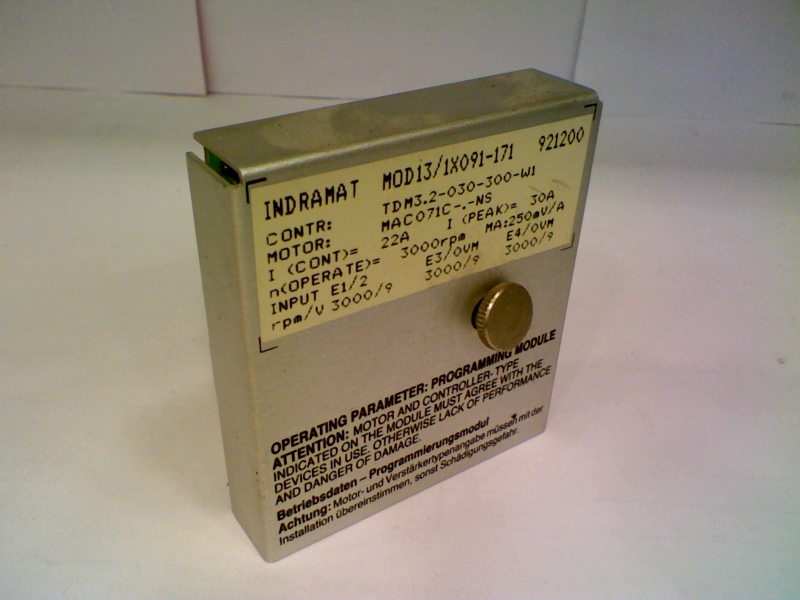 INDRAMAT MOD13/1X091-171 921200
CONTR: TDM3.2-030-300-W1
MOTOR: MAC071C-.-NS
I (CONT)= 22A I (PEAK)= 30A
n(OPERATE)= 3000rpm MA:250mV/A
INPUT E1/2 E3/0VM E4/0VM
rpm/V 3000/9 3000/9 3000/9
OPERATING PARAMETER: PROGRAMMING MODULE
ATTENTION: MOTOR AND CONTROLLER-TYPE
INDICATED ON THE MODULE MUST AGREE WITH THE
DEVICES IN USE. OTHERWISE LACK OF PERFORMANCE
AND DANGER OF DAMAGE.
Betriebsdaten – Programmierungsmodul
Achtung: Motor- und Verstärkertypenangabe müssen mit der
Installation übereinstimmen, sonst Schädigungsgefahr.